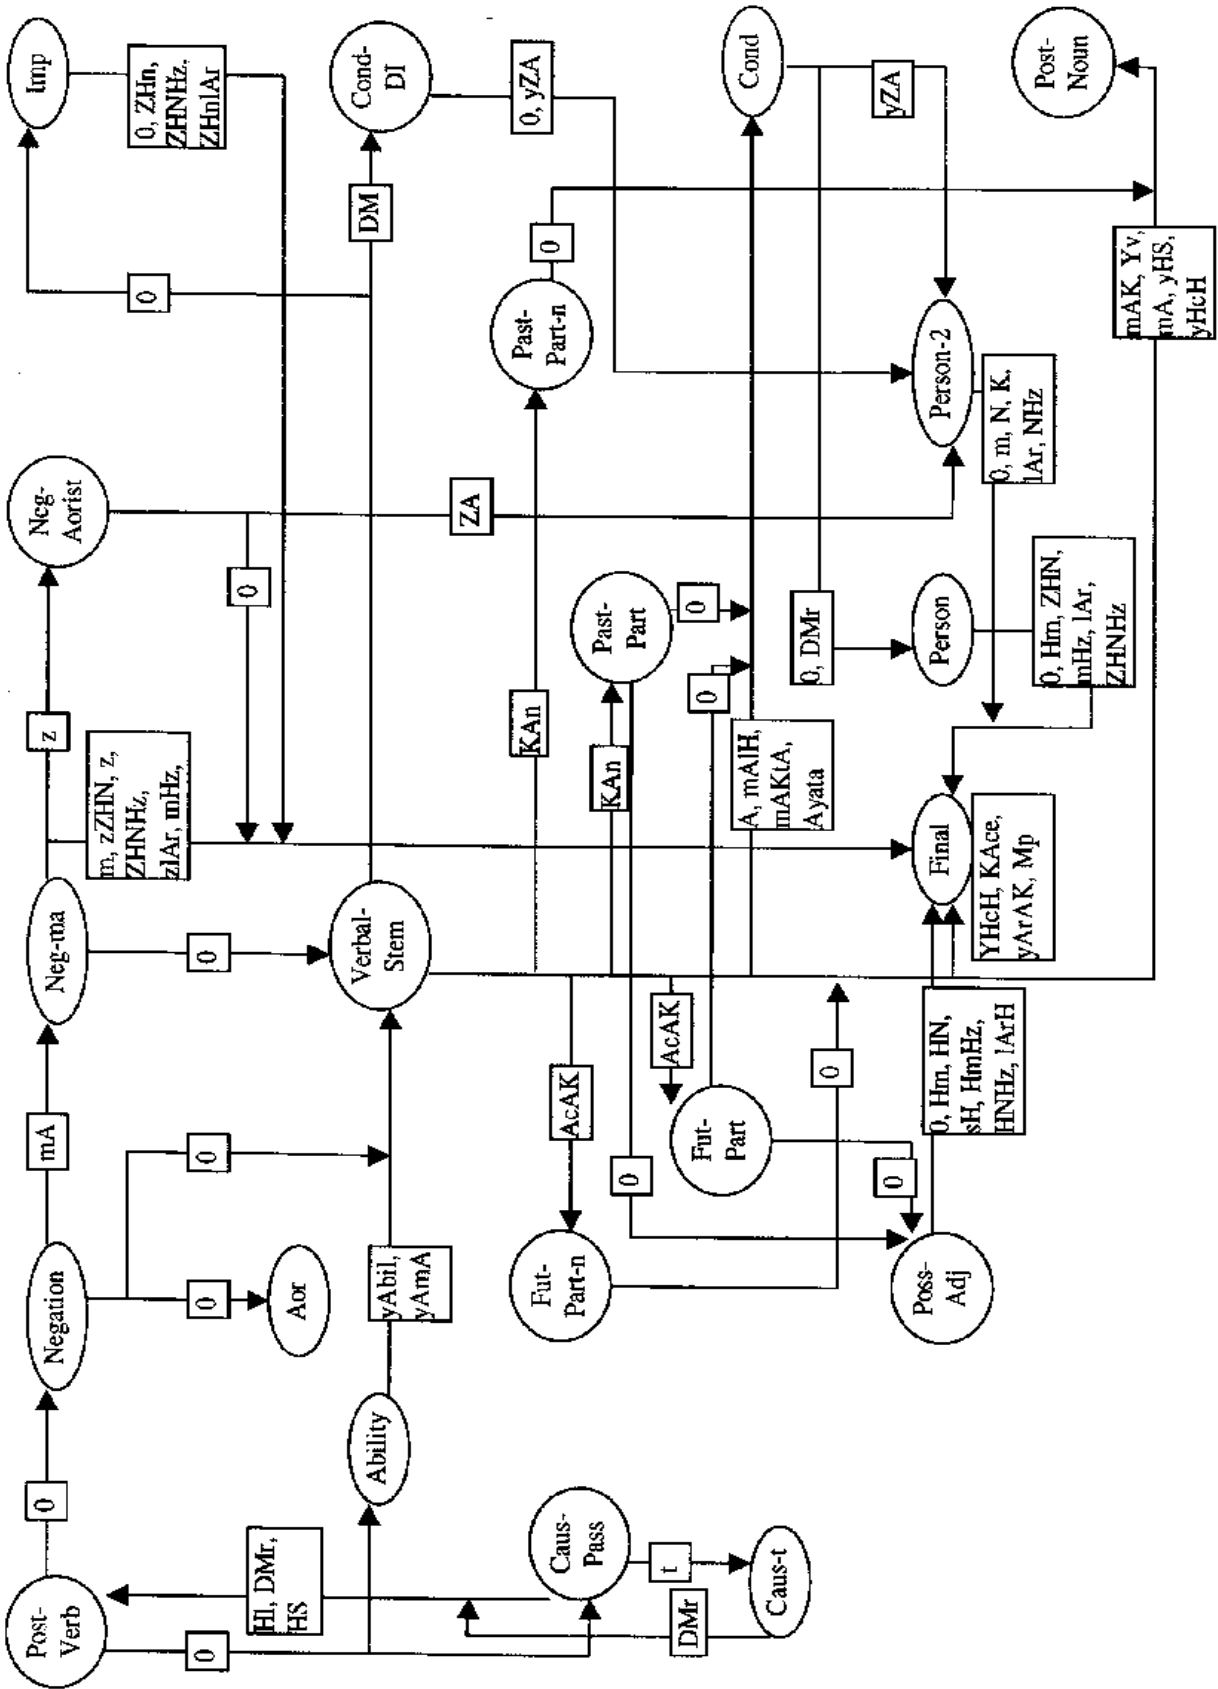 Post-
Verb
0
Negation
mA
Neg-ma
z
Neg-
Aorist
Imp
m, zZHN, z,
ZHNHz,
zlAr, mHz,
0, ZHn,
ZHNHz,
ZHnlAr
0
0
0
0
0
0
Hl, DMr,
HS
Aor
Ability
yAbil,
yAmA
Verbal-
Stem
DM
Cond-
DI
ZA
0, yZA
Caus-
Pass
Fut-
Part-n
AcAK
KAn
Past-
Part-n
0
KAn
Past-
Part
t
DMr
0
AcAK
Fut-
Part
0
0
Caus-t
0
A, mAlH,
mAKtA,
Ayata
0, DMr
Cond
yZA
0
Poss-
Adj
0, Hm, HN,
sH, HmHz,
HNHz, lArH
Final
YHcH, KAce,
yArAK, Mp
Person
0, Hm, ZHN,
mHz, lAr,
ZHNHz
Person-2
0, m, N, K,
lAr, NHz
Post-
Noun
mAK, Yv,
mA, yHS,
yHcH